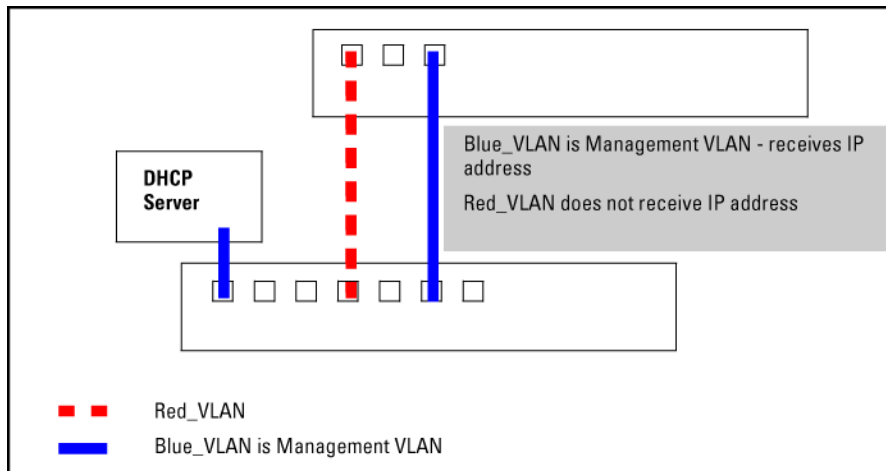 Blue_VLAN is Management VLAN - receives IP
address
Red_VLAN does not receive IP address
DHCP
Server
Red_VLAN
Blue_VLAN is Management VLAN